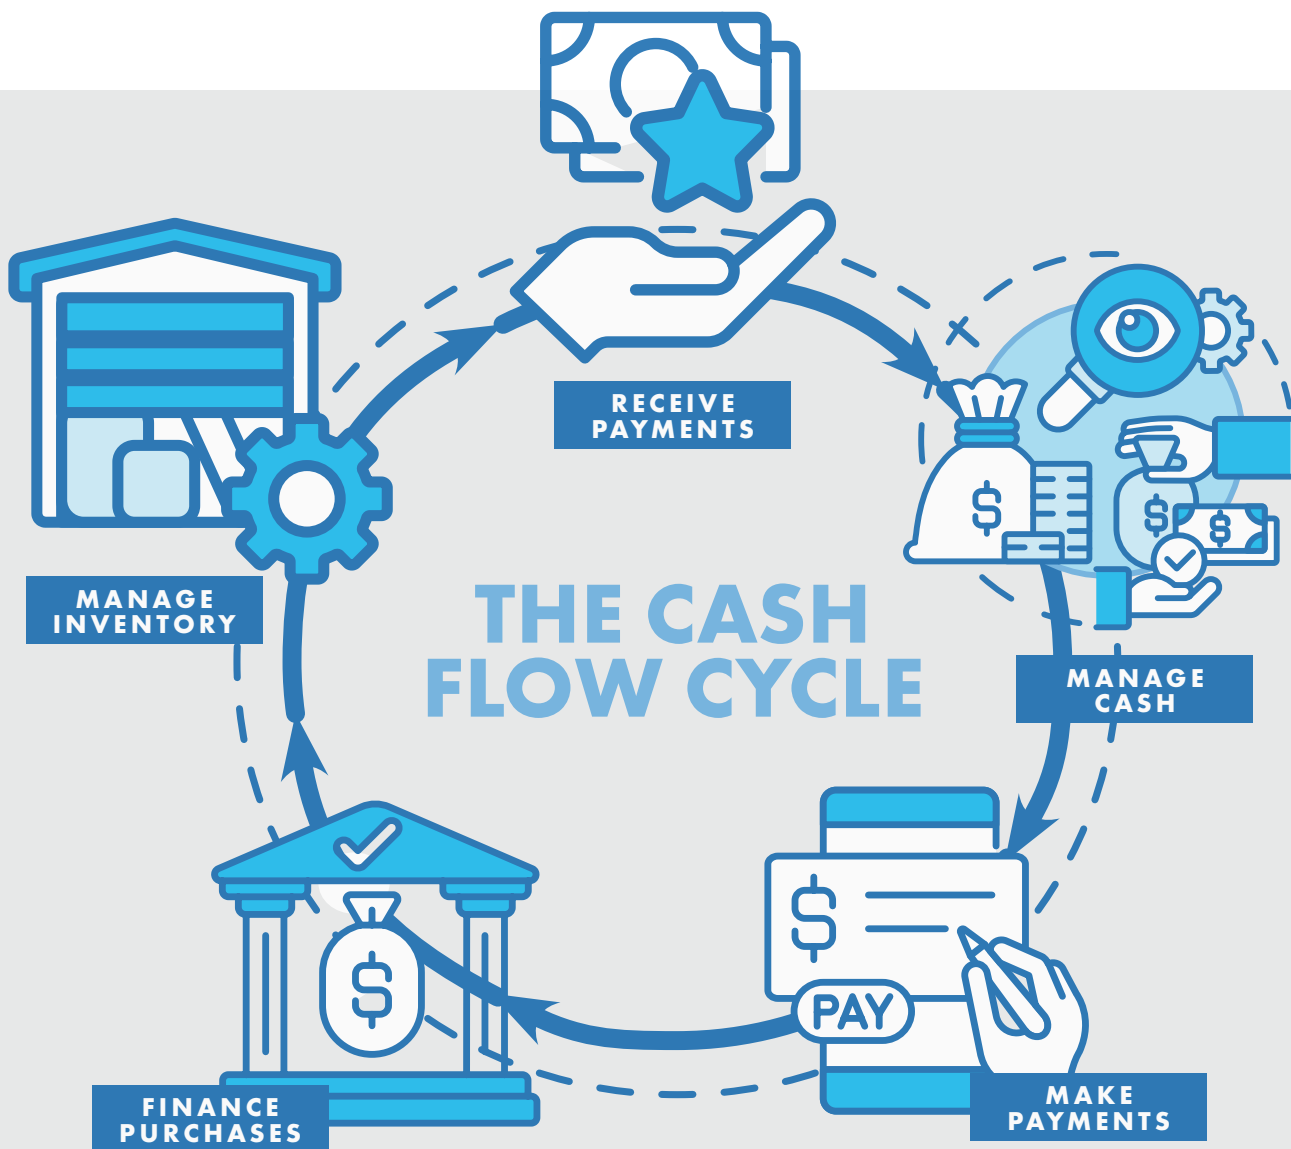 RECEIVE
PAYMENTS
$
$
$
MANAGE
INVENTORY
THE CASH
FLOW CYCLE
MANAGE
CASH
$
$
PAY
FINANCE
PURCHASES
MAKE
PAYMENTS